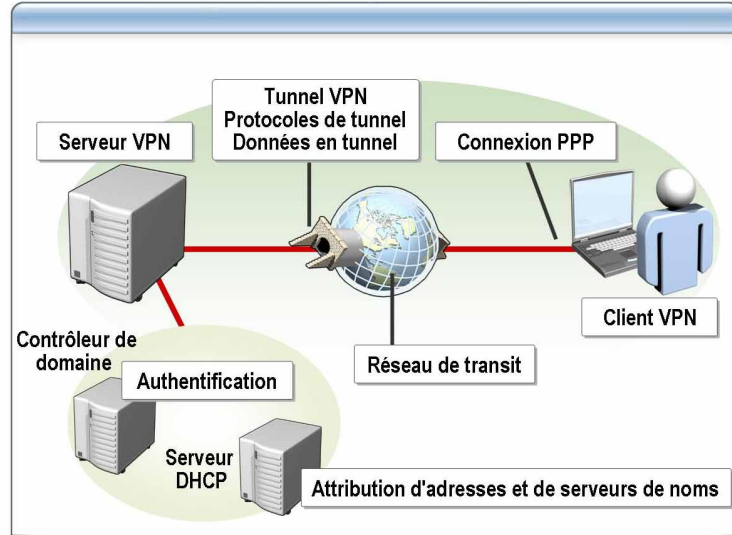 Tunnel VPN
Protocoles de tunnel
Données en tunnel
Serveur VPN
Connexion PPP
Client VPN
Contrôleur de
domaine
Authentification
Réseau de transit
Serveur
DHCP
Attribution d'adresses et de serveurs de noms